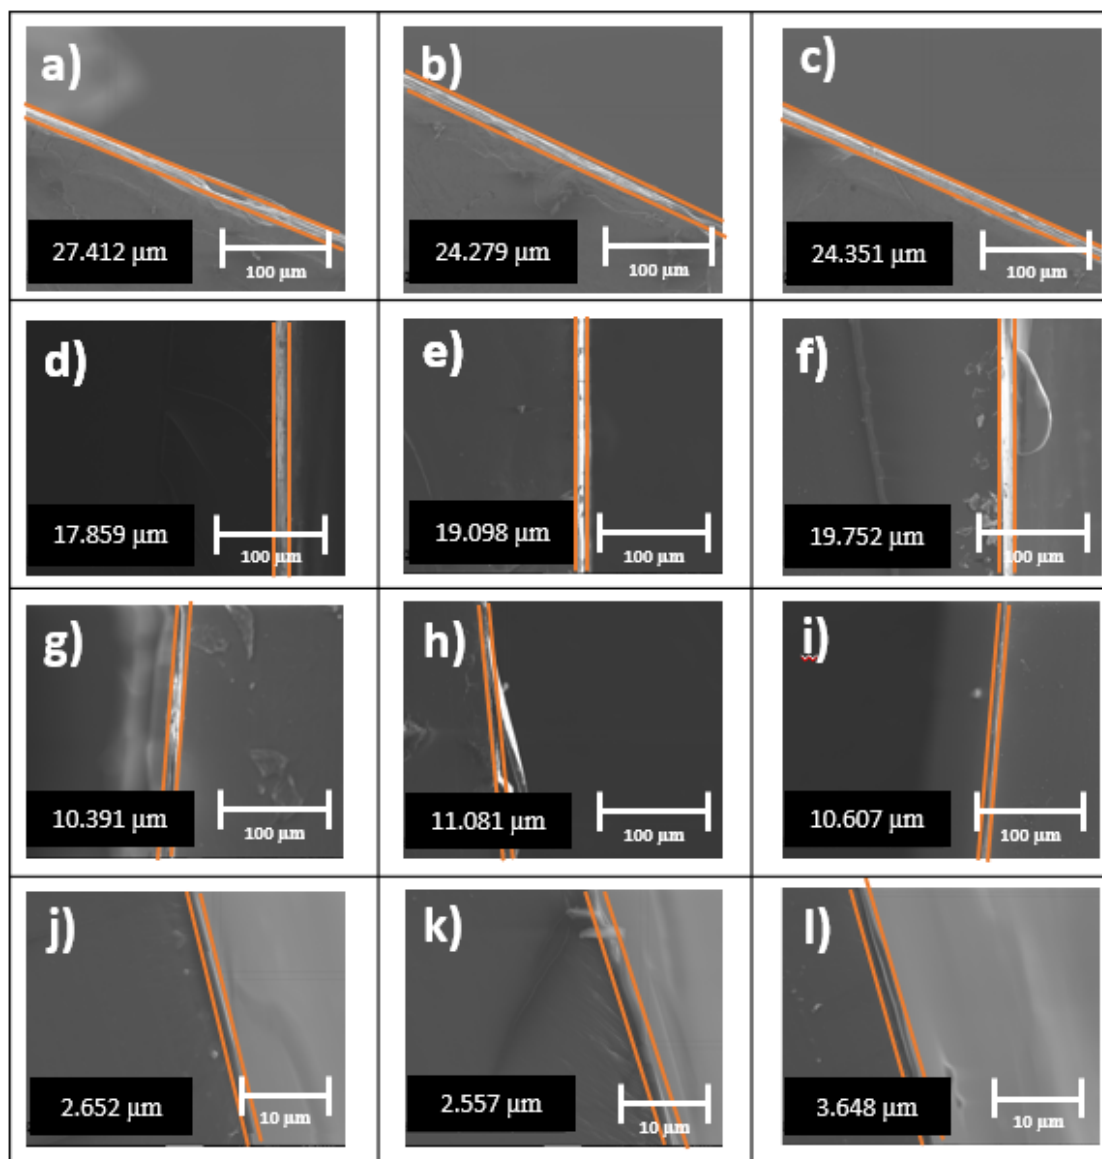 a)
27.412 µm
100 µm
b)
24.279 µm
100 µm
c)
24.351 µm
100 µm
d)
17.859 µm
100 µm
e)
19.098 µm
100 µm
f)
19.752 µm
100 µm
g)
10.391 µm
100 µm
h)
11.081 µm
100 µm
i)
10.607 µm
100 µm
j)
2.652 µm
10 µm
k)
2.557 µm
10 µm
l)
3.648 µm
10 µm